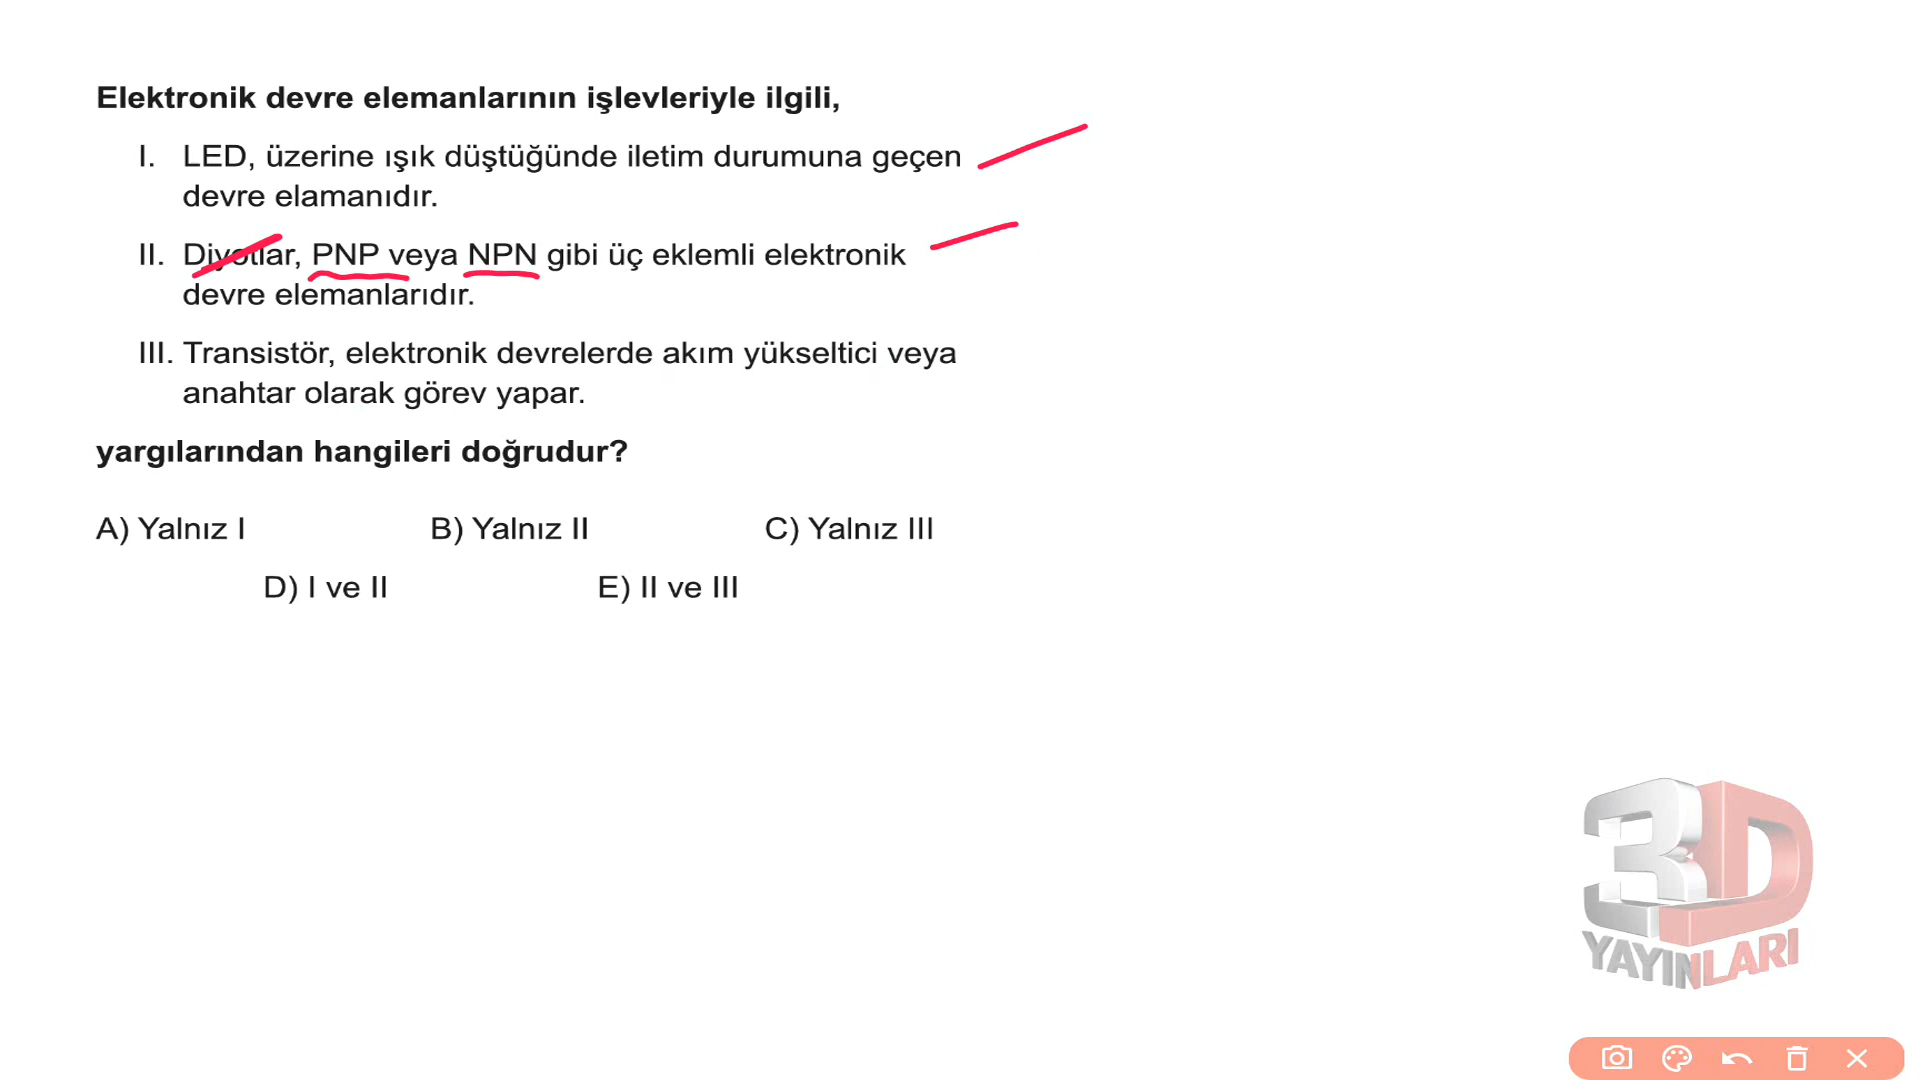 Elektronik devre elemanlarının işlevleriyle ilgili,
I. LED, üzerine ışık düştüğünde iletim durumuna geçen
devre elamanıdır.
II. Diyotlar, PNP veya NPN gibi üç eklemli elektronik
devre elemanlarıdır.
III. Transistör, elektronik devrelerde akım yükseltici veya
anahtar olarak görev yapar.
yargılarından hangileri doğrudur?
A) Yalnız I B) Yalnız II C) Yalnız III
D) I ve II E) II ve III
3D
YAYINLARI